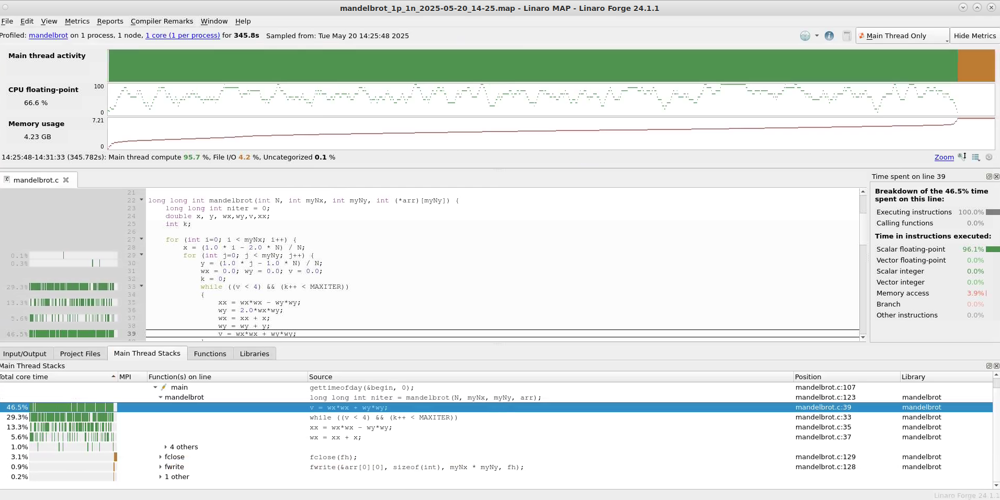 mandelbrot_1p_1n_2025-05-20_14-25.map - Linaro MAP - Linaro Forge 24.1.1
File Edit View Metrics Reports Compiler Remarks Window Help
Profiled: mandelbrot on 1 process, 1 node, 1 core (1 per process) for 345.8s Sampled from: Tue May 20 14:25:48 2025
Main Thread Only
Hide Metrics
Main thread activity
CPU floating-point
66.6 %
100
0
Memory usage
4.23 GB
7.21
0
14:25:48-14:31:33 (345.782s): Main thread compute 95.7 %, File I/O 4.2 %, Uncategorized 0.1 %
Zoom
mandelbrot.c
21
22 long long int mandelbrot(int N, int myNx, int myNy, int (*arr)[myNy]) {
23 long long int niter = 0;
24 double x, y, wx,wy,v,xx;
25 int k;
26
27 for (int i=0; i < myNx; i++) {
28 x = (1.0 * i - 2.0 * N) / N;
0.1% 29 for (int j=0; j < myNy; j++) {
0.3% 30 y = (1.0 * j - 1.0 * N) / N;
31 wx = 0.0; wy = 0.0; v = 0.0;
32 k = 0;
29.3% 33 while ((v < 4) && (k++ < MAXITER))
34 {
13.3% 35 xx = wx*wx - wy*wy;
36 wy = 2.0*wx*wy;
5.6% 37 wx = xx + x;
38 wy = wy + y;
46.5% 39 v = wx*wx + wy*wy;
Time spent on line 39
Breakdown of the 46.5% time
spent on this line:
Executing instructions 100.0%
Calling functions 0.0%
Time in instructions executed:
Scalar floating-point 96.1%
Vector floating-point 0.0%
Scalar integer 0.0%
Vector integer 0.0%
Memory access 3.9%
Branch 0.0%
Other instructions 0.0%
Input/Output Project Files Main Thread Stacks Functions Libraries
Main Thread Stacks
Total core time MPI Function(s) on line Source Position Library
main gettimeofday(&begin, 0); mandelbrot.c:107
mandelbrot long long int niter = mandelbrot(N, myNx, myNy, arr); mandelbrot.c:123 mandelbrot
46.5% v = wx*wx + wy*wy; mandelbrot.c:39 mandelbrot
29.3% while ((v < 4) && (k++ < MAXITER)) mandelbrot.c:33 mandelbrot
13.3% xx = wx*wx - wy*wy; mandelbrot.c:35 mandelbrot
5.6% wx = xx + x; mandelbrot.c:37 mandelbrot
1.0% 4 others
3.1% fclose fclose(fh); mandelbrot.c:129 mandelbrot
0.9% fwrite fwrite(&arr[0][0], sizeof(int), myNx * myNy, fh); mandelbrot.c:128 mandelbrot
0.2% 1 other
Linaro Forge 24.1.1